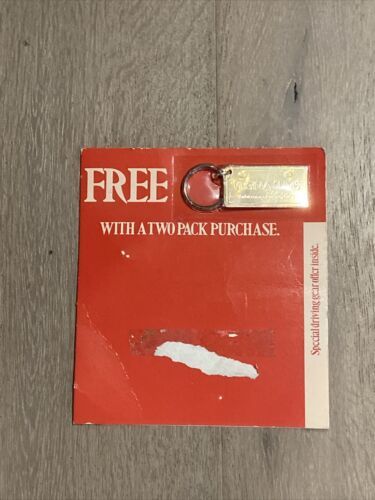 FREE
WITH A TWO PACK PURCHASE.
Special driving gear offer inside.